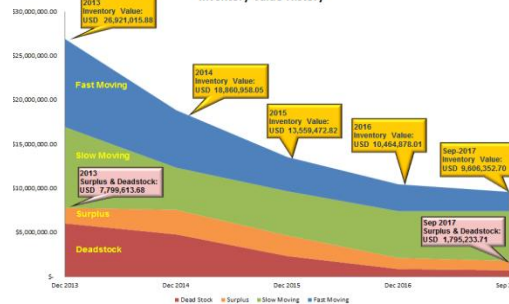 Inventory Value History
$30,000,000.00
$25,000,000.00
$20,000,000.00
$15,000,000.00
$10,000,000.00
$5,000,000.00
$-
2013
Inventory Value:
USD 26,921,015.88
2014
Inventory Value:
USD 18,860,958.05
2015
Inventory Value:
USD 13,559,472.82
2016
Inventory Value:
USD 10,464,878.01
Sep-2017
Inventory Value:
USD 9,606,352.70
Fast Moving
Slow Moving
2013
Surplus & Deadstock:
USD 7,799,613.68
Surplus
Deadstock
Sep 2017
Surplus & Deadstock:
USD 1,795,233.71
Dec 2013
Dec 2014
Dec 2015
Dec 2016
Sep
Dead Stock
Surplus
Slow Moving
Fast Moving